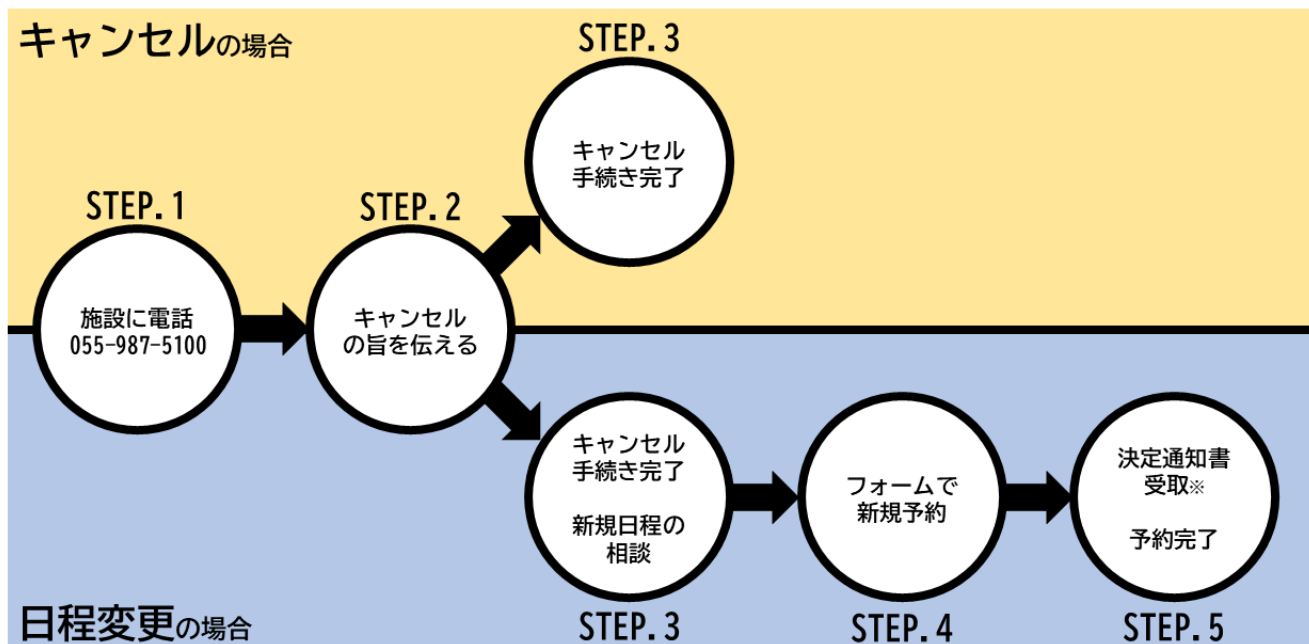 キャンセルの場合
STEP.1
施設に電話
055-987-5100
STEP.2
キャンセル
の旨を伝える
STEP.3
キャンセル
手続き完了
キャンセル
手続き完了
新規日程の
相談
STEP.3
フォームで
新規予約
STEP.4
決定通知書
受取※
予約完了
STEP.5
日程変更の場合